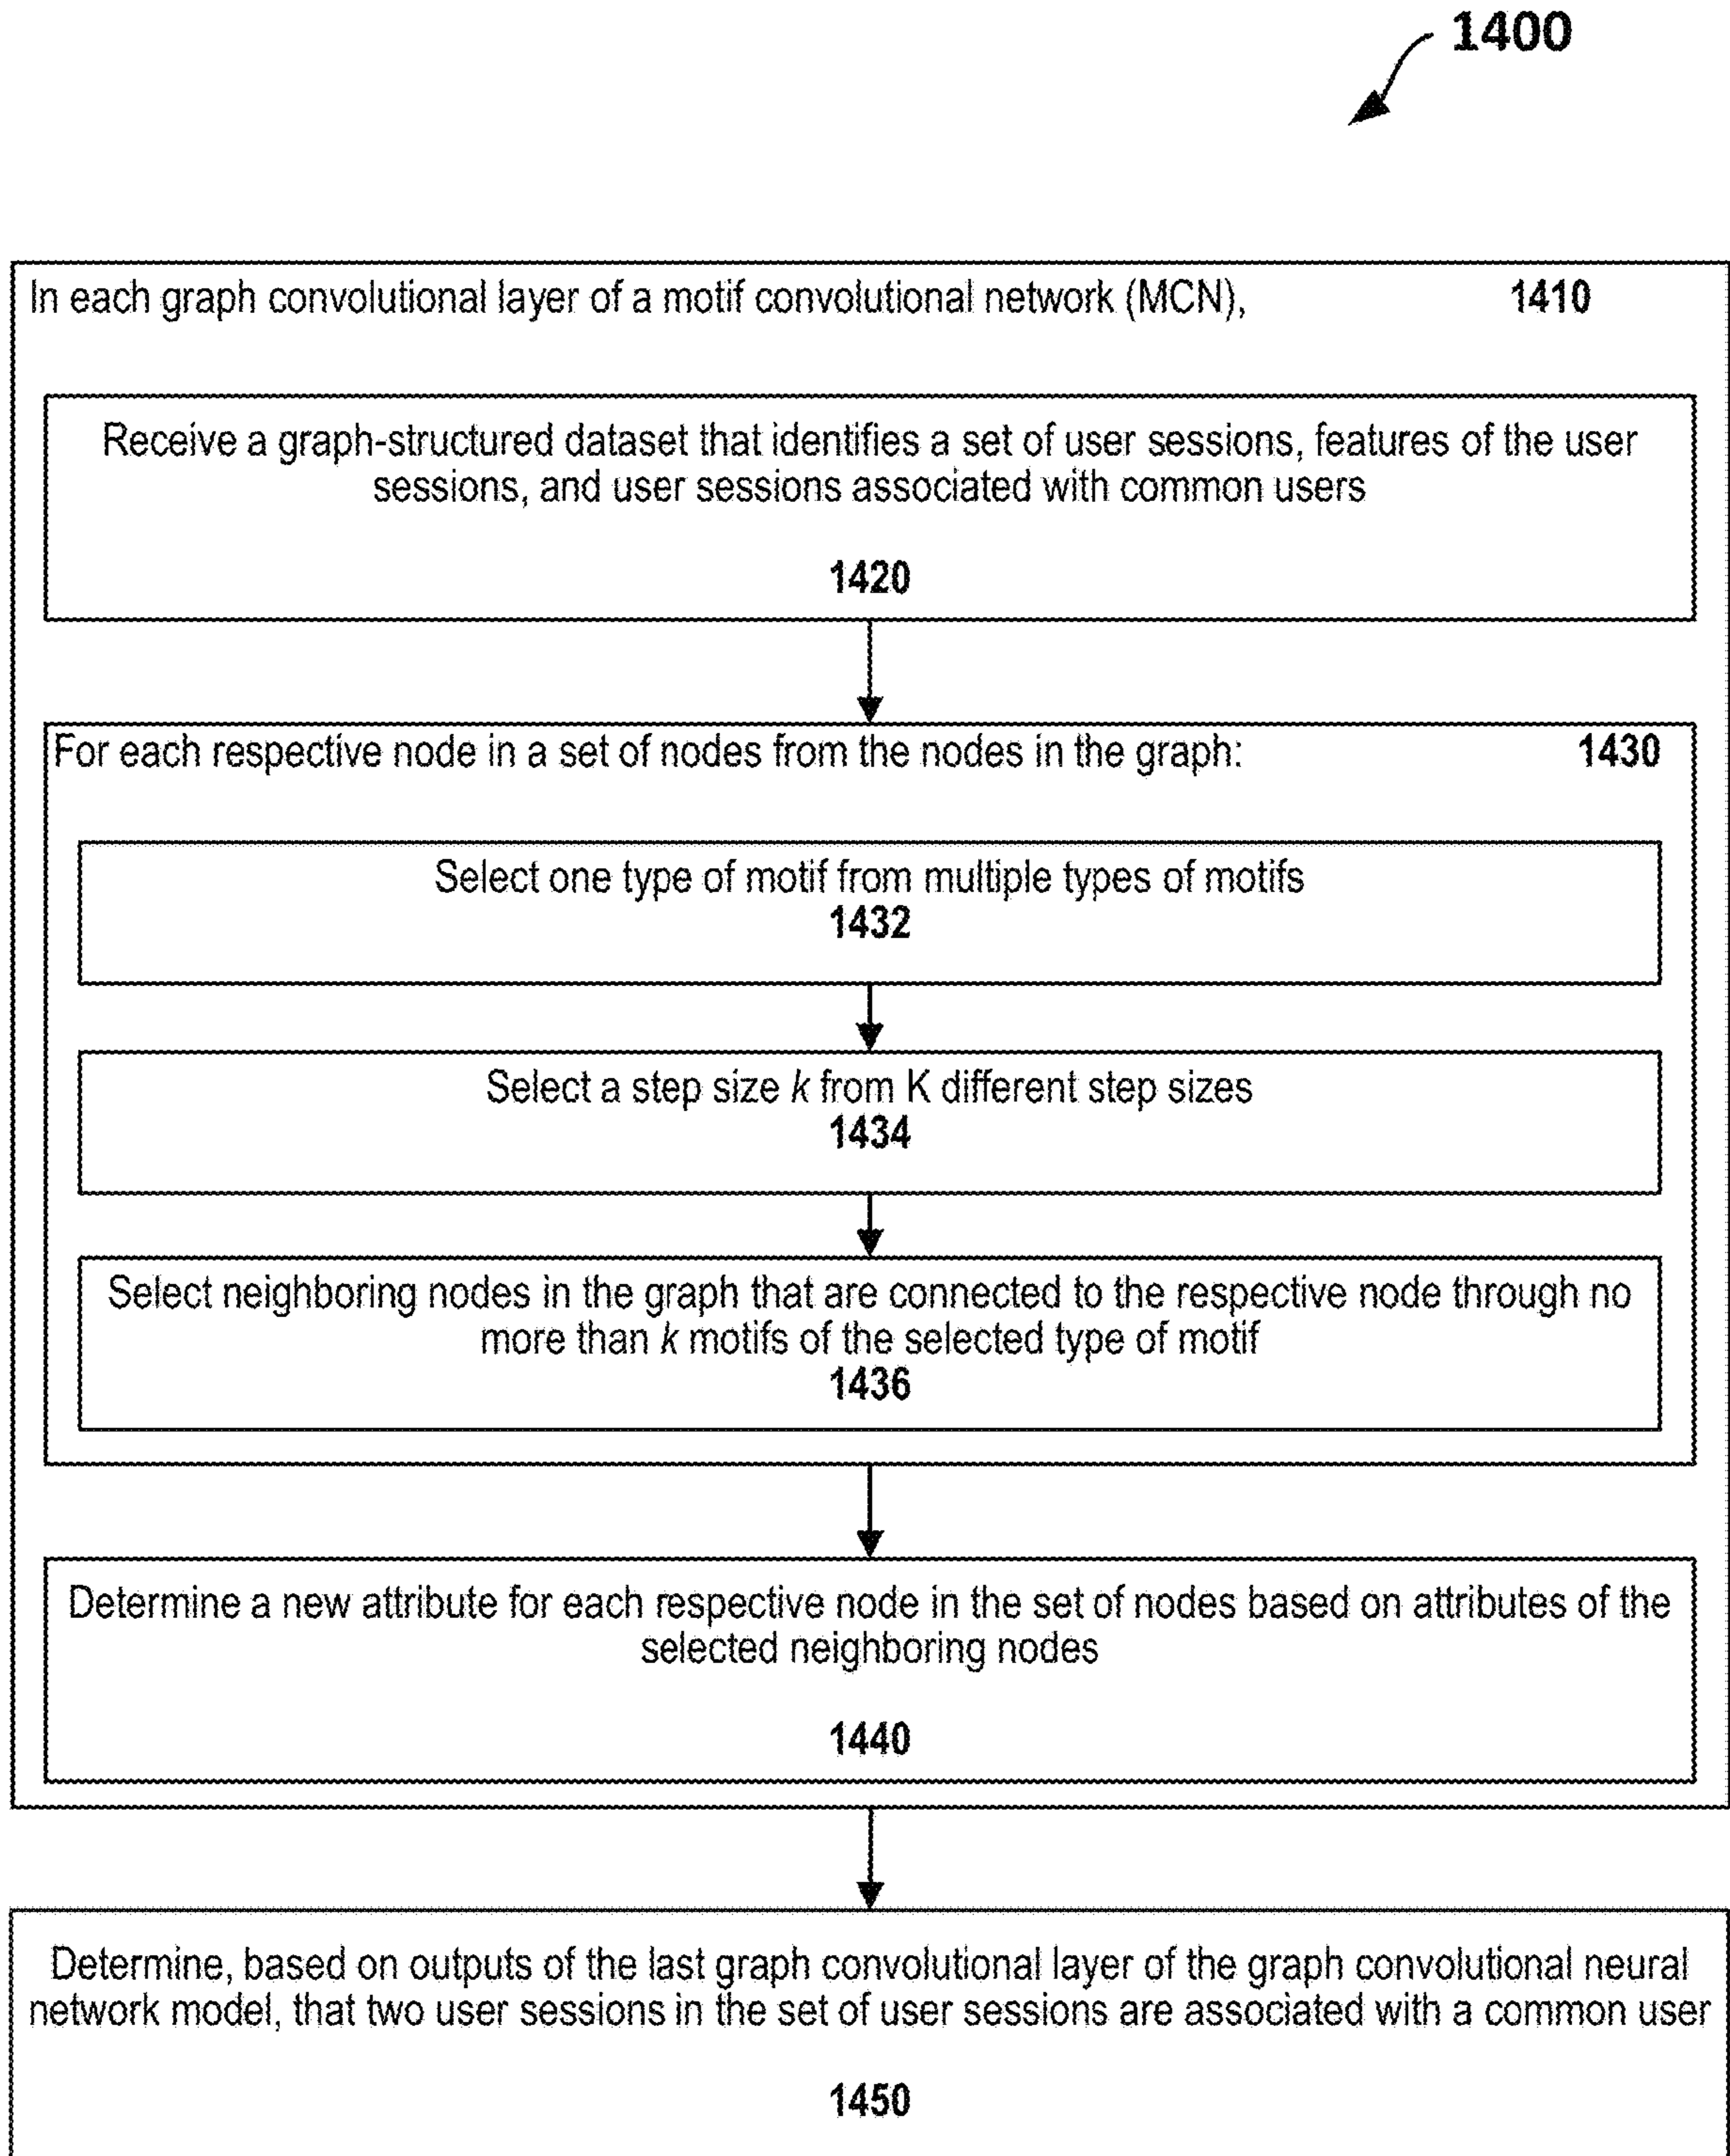 1400
In each graph convolutional layer of a motif convolutional network (MCN), 1410
Receive a graph-structured dataset that identifies a set of user sessions, features of the user
sessions, and user sessions associated with common users
1420
For each respective node in a set of nodes from the nodes in the graph: 1430
Select one type of motif from multiple types of motifs
1432
Select a step size k from K different step sizes
1434
Select neighboring nodes in the graph that are connected to the respective node through no
more than k motifs of the selected type of motif
1436
Determine a new attribute for each respective node in the set of nodes based on attributes of the
selected neighboring nodes
1440
Determine, based on outputs of the last graph convolutional layer of the graph convolutional neural
network model, that two user sessions in the set of user sessions are associated with a common user
1450